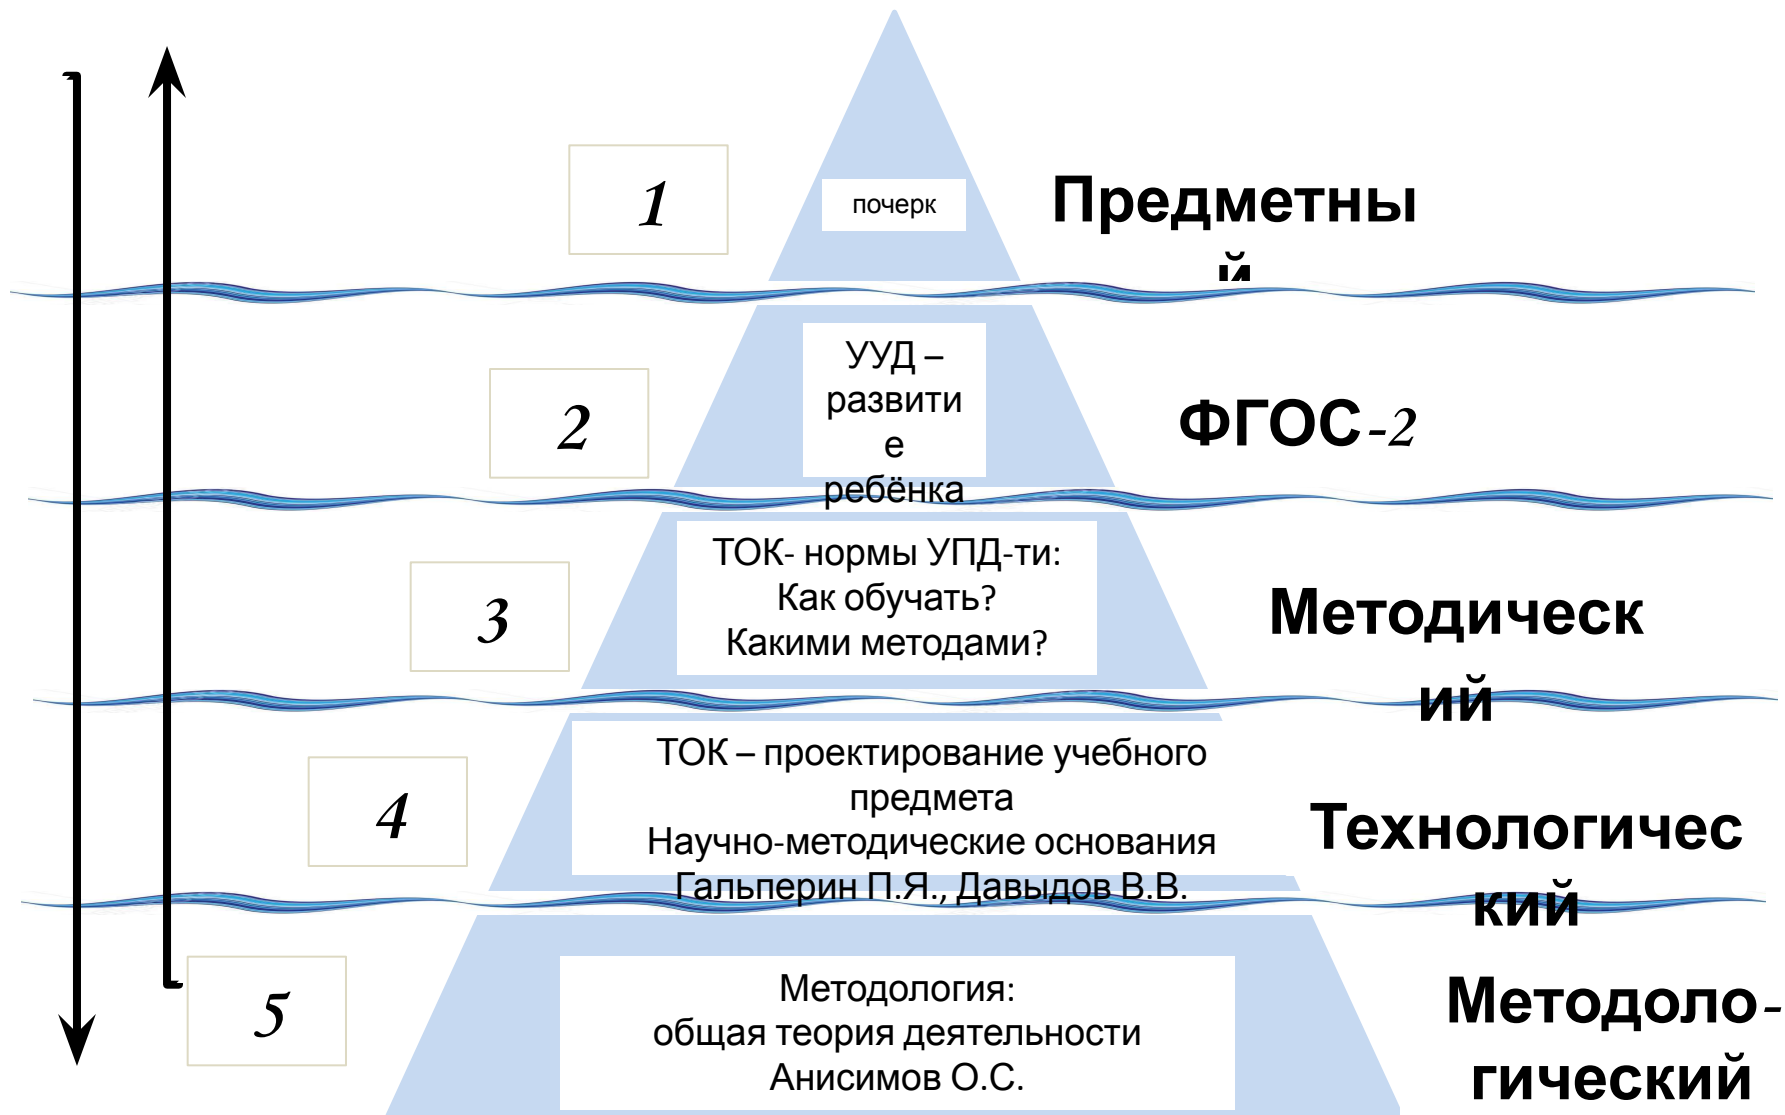 1
почерк
Предметны
й
2
УУД –
развити
е
ребёнка
ФГОС-2
3
ТОК- нормы УПД-ти:
Как обучать?
Какими методами?
Методическ
ий
4
ТОК – проектирование учебного
предмета
Научно-методические основания
Гальперин П.Я., Давыдов В.В.
Технологичес
кий
5
Методология:
общая теория деятельности
Анисимов О.С.
Методоло-
гический